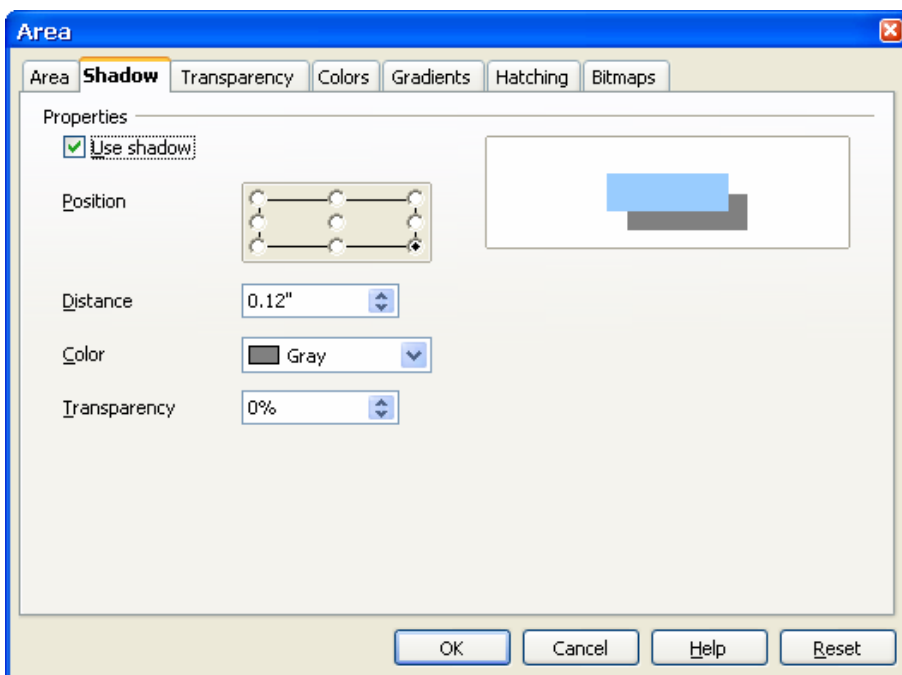 Area
Area Shadow Transparency Colors Gradients Hatching Bitmaps
Properties
Use shadow
Position
Distance 0.12"
Color Gray
Transparency 0%
OK Cancel Help Reset